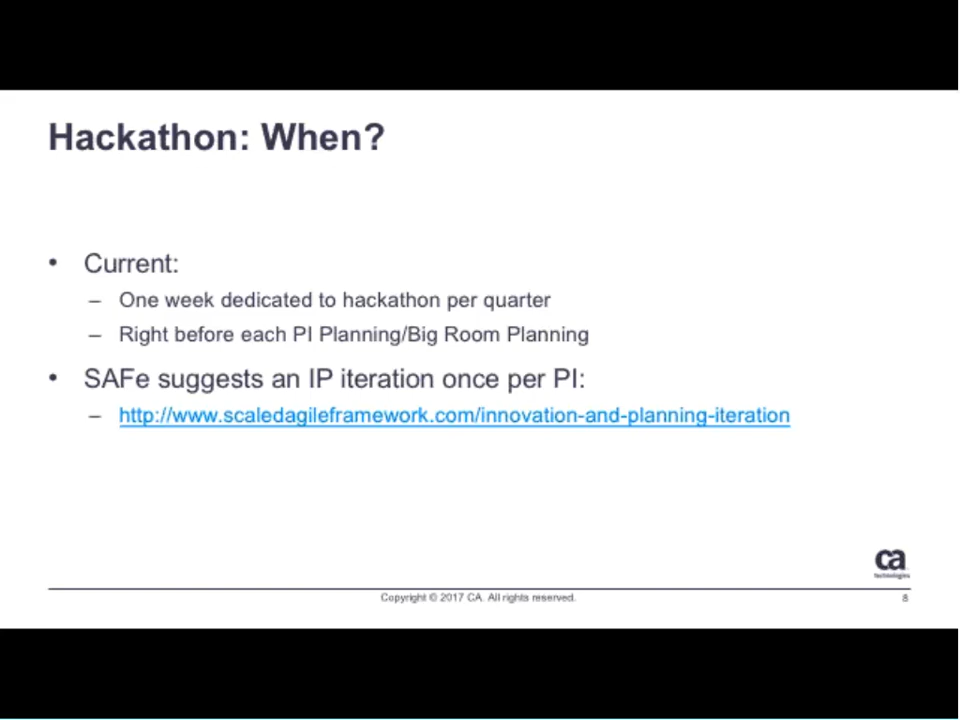 Hackathon: When?
• Current:
– One week dedicated to hackathon per quarter
– Right before each PI Planning/Big Room Planning
• SAFe suggests an IP iteration once per PI:
– http://www.scaledagileframework.com/innovation-and-planning-iteration
ca
technologies
Copyright © 2017 CA. All rights reserved.
8